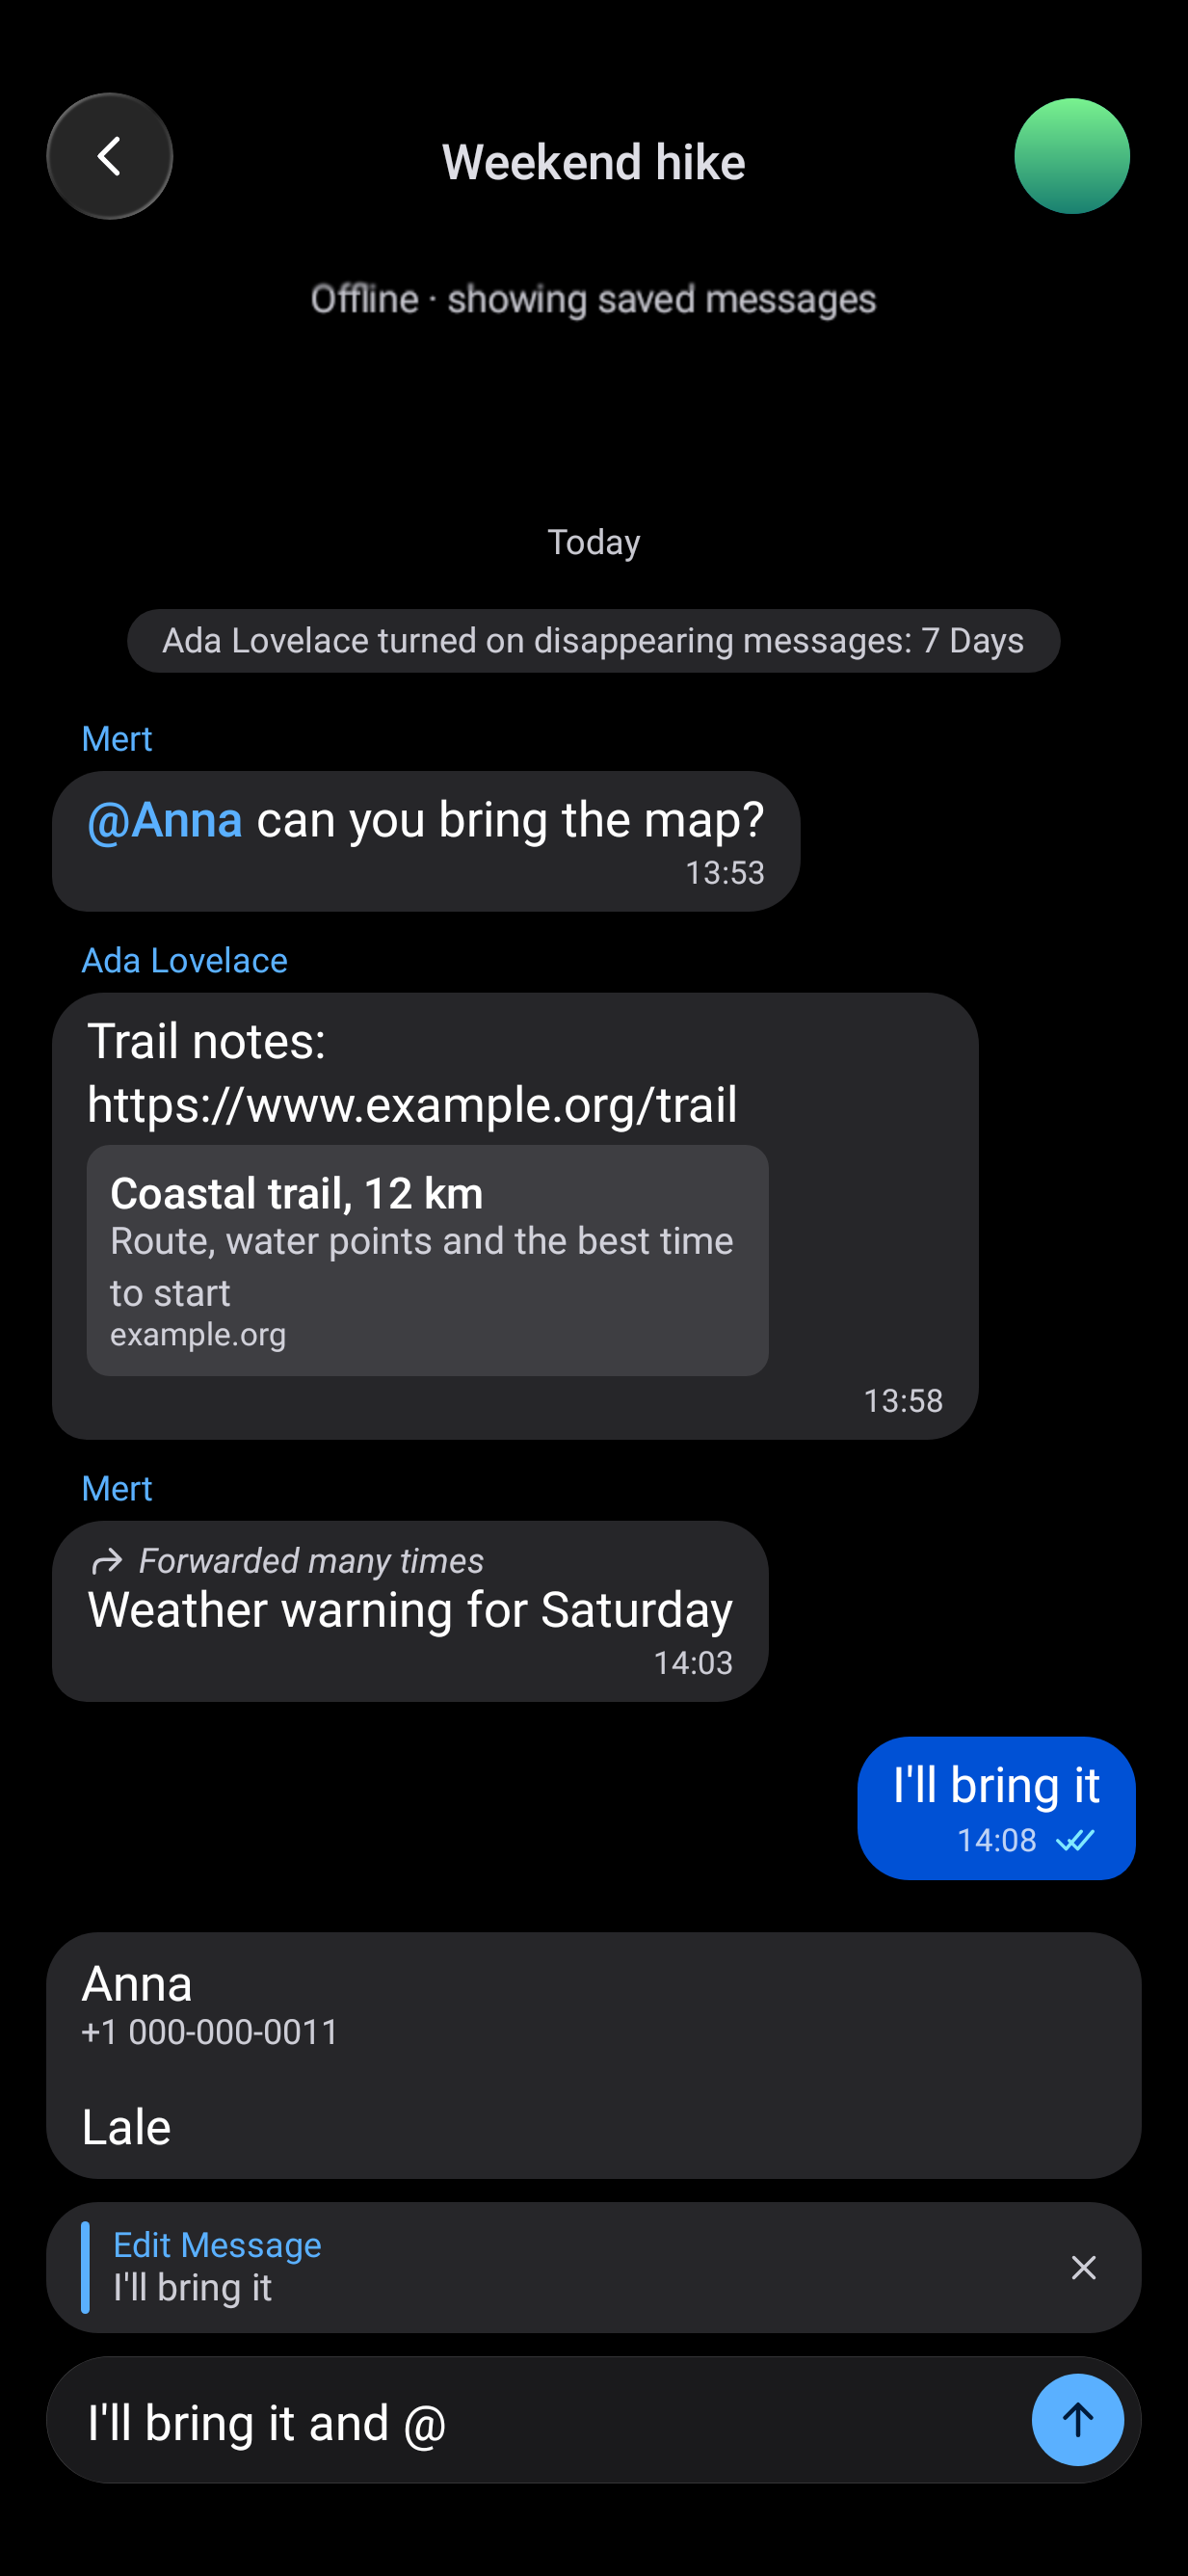 Weekend hike
Offline · showing saved messages
Today
Ada Lovelace turned on disappearing messages: 7 Days
Mert
@Anna can you bring the map?
13:53
Ada Lovelace
Trail notes:
https://www.example.org/trail
Coastal trail, 12 km
Route, water points and the best time
to start
example.org
13:58
Mert
Forwarded many times
Weather warning for Saturday
14:03
I'll bring it
14:08
Anna
+1 000-000-0011
Lale
Edit Message
I'll bring it
I'll bring it and @